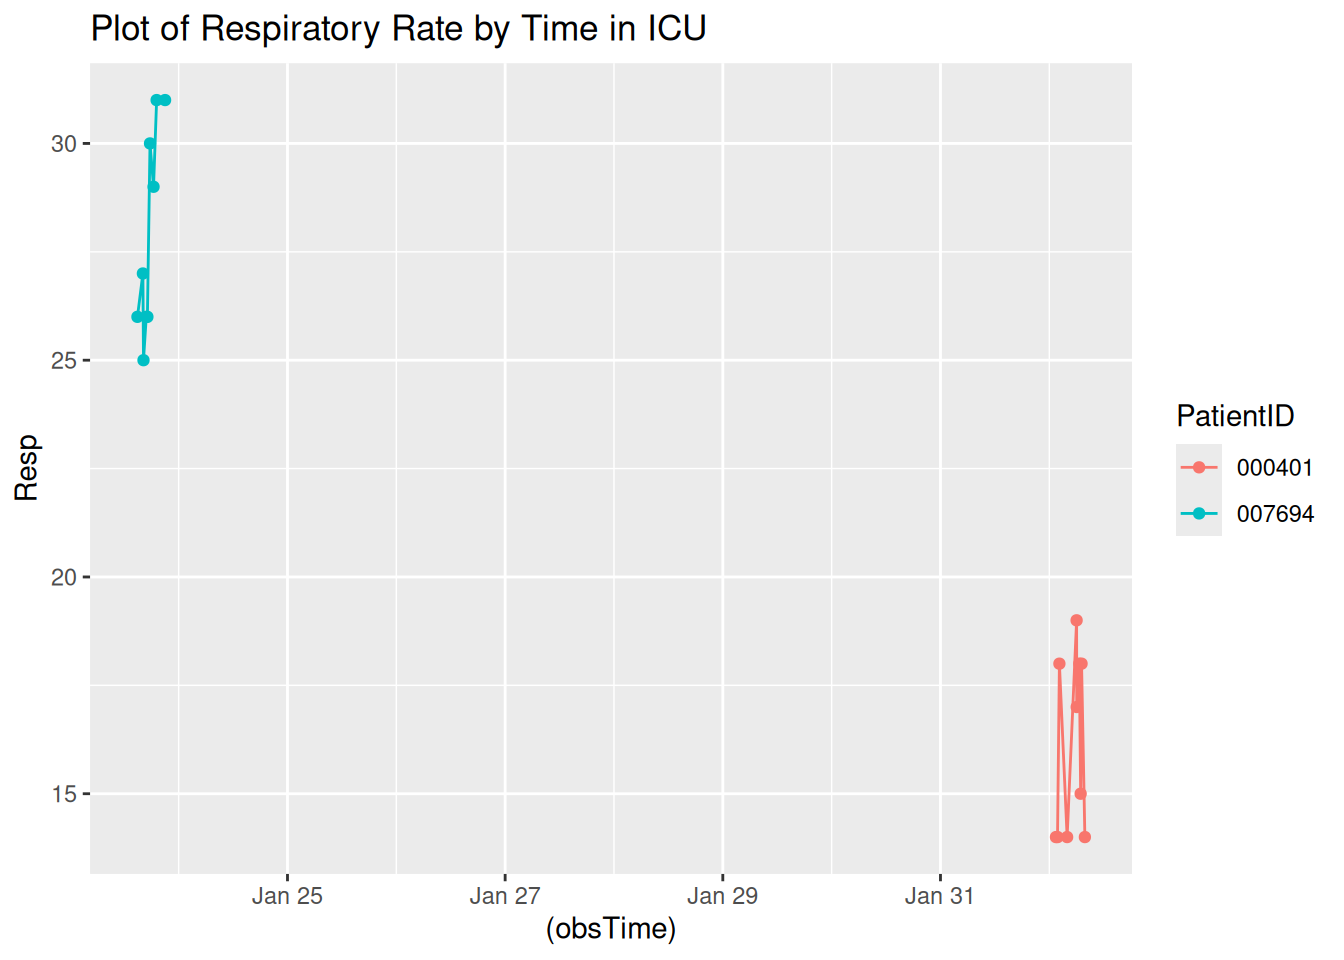 Plot of Respiratory Rate by Time in ICU
30
25
20
15
Resp
Jan 25
Jan 27
Jan 29
Jan 31
(obsTime)
PatientID
000401
007694